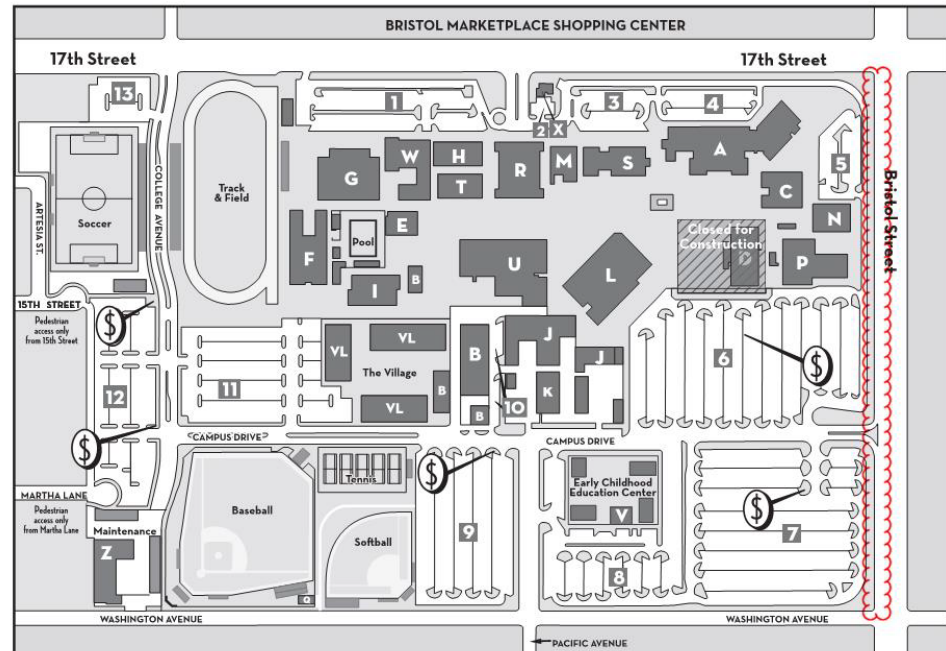 BRISTOL MARKETPLACE SHOPPING CENTER
17th Street
17th Street
13
1
3
4
2
X
5
W
H
G
T
R
M
S
A
C
N
COLLEGE AVENUE
Track
& Field
ARTESIA ST.
Soccer
Bristol Street
E
Pool
F
I
B
U
L
Closed for
Construction
P
15TH STREET
Pedestrian
access only
from 15th Street
$
VL
VL
The Village
VL
B
B
B
J
J
K
10
6
$
12
11
$
CAMPUS DRIVE
CAMPUS DRIVE
MARTHA LANE
Pedestrian
access only
from Martha Lane
Maintenance
Z
Baseball
Tennis
Softball
$
9
Early Childhood
Education Center
V
8
$
7
WASHINGTON AVENUE
WASHINGTON AVENUE
PACIFIC AVENUE